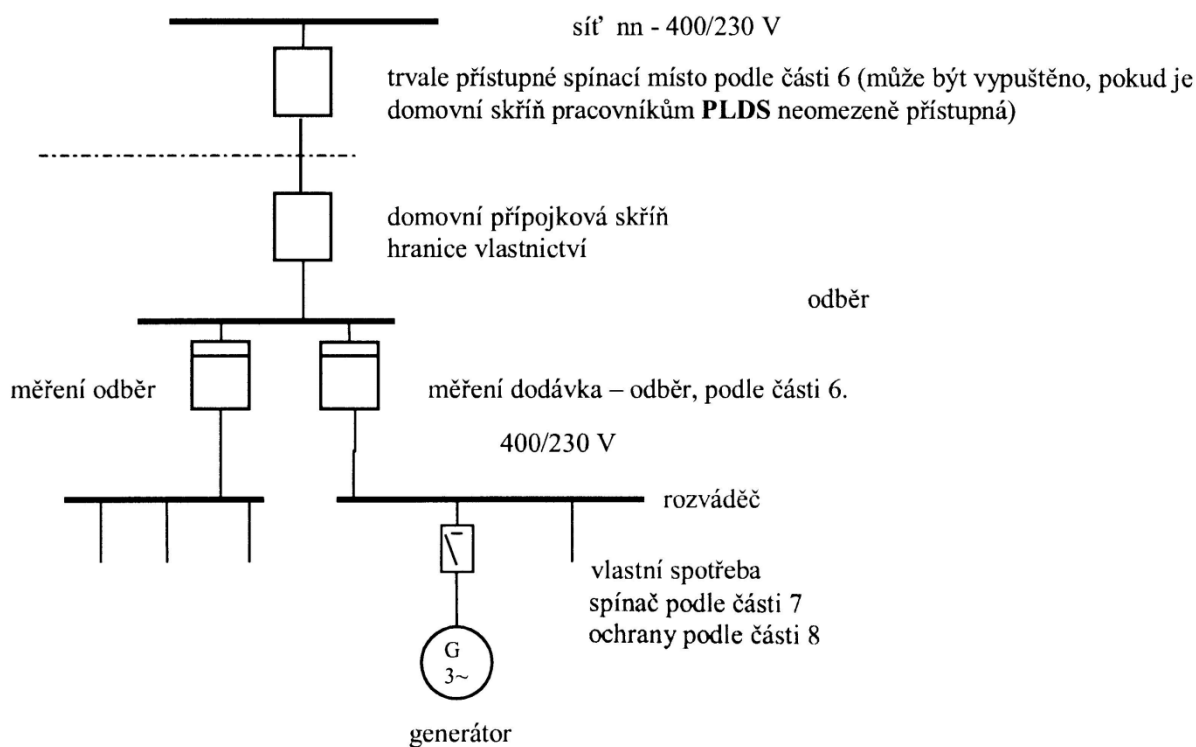 síť nn - 400/230 V
trvale přístupné spínací místo podle části 6 (může být vypuštěno, pokud je
domovní skříň pracovníkům PLDS neomezeně přístupná)
domovní přípojková skříň
hranice vlastnictví
odběr
měření odběr
měření dodávka – odběr, podle části 6.
400/230 V
rozváděč
vlastní spotřeba
spínač podle části 7
ochrany podle části 8
G
3~
generátor